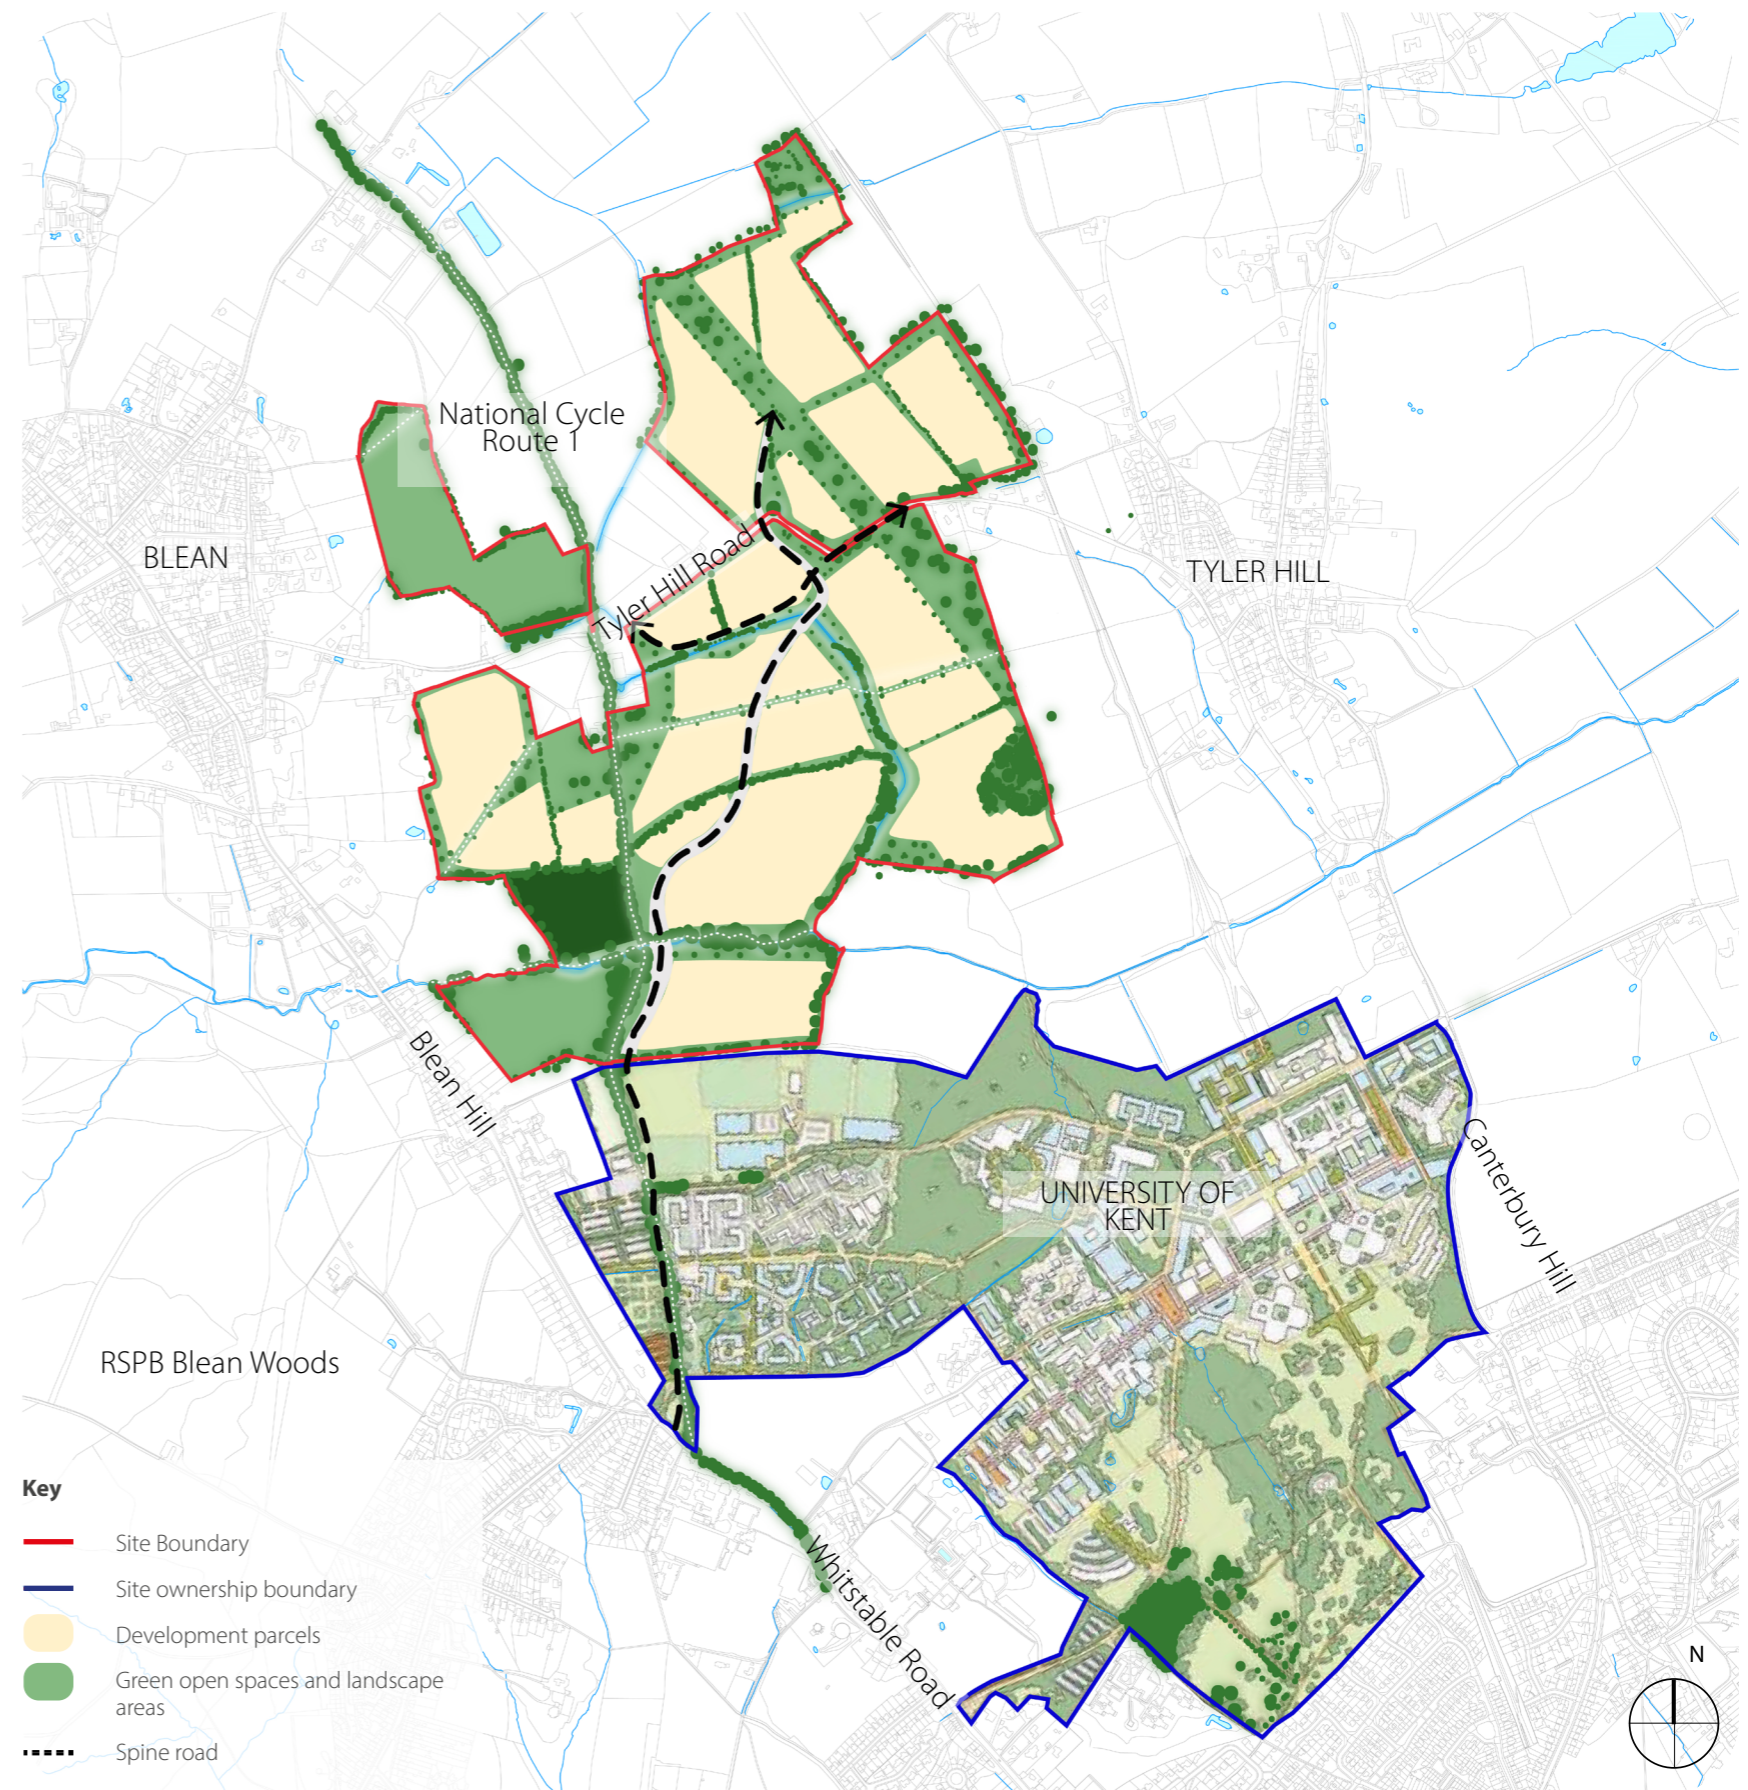 National Cycle
Route 1
BLEAN
Tyler Hill Road
TYLER HILL
Blean Hill
UNIVERSITY OF
KENT
Canterbury Hill
RSPB Blean Woods
Whitstable Road
Key
Site Boundary
Site ownership boundary
Development parcels
Green open spaces and landscape
areas
Spine road
N